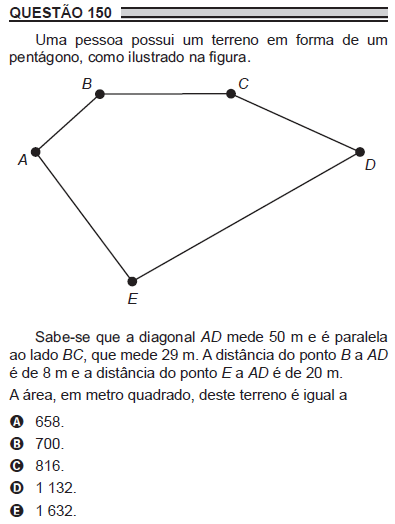 QUESTÃO 150
Uma pessoa possui um terreno em forma de um
pentágono, como ilustrado na figura.
B
C
A
D
E
Sabe-se que a diagonal AD mede 50 m e é paralela
ao lado BC, que mede 29 m. A distância do ponto B a AD
é de 8 m e a distância do ponto E a AD é de 20 m.
A área, em metro quadrado, deste terreno é igual a
A 658.
B 700.
C 816.
D 1 132.
E 1 632.